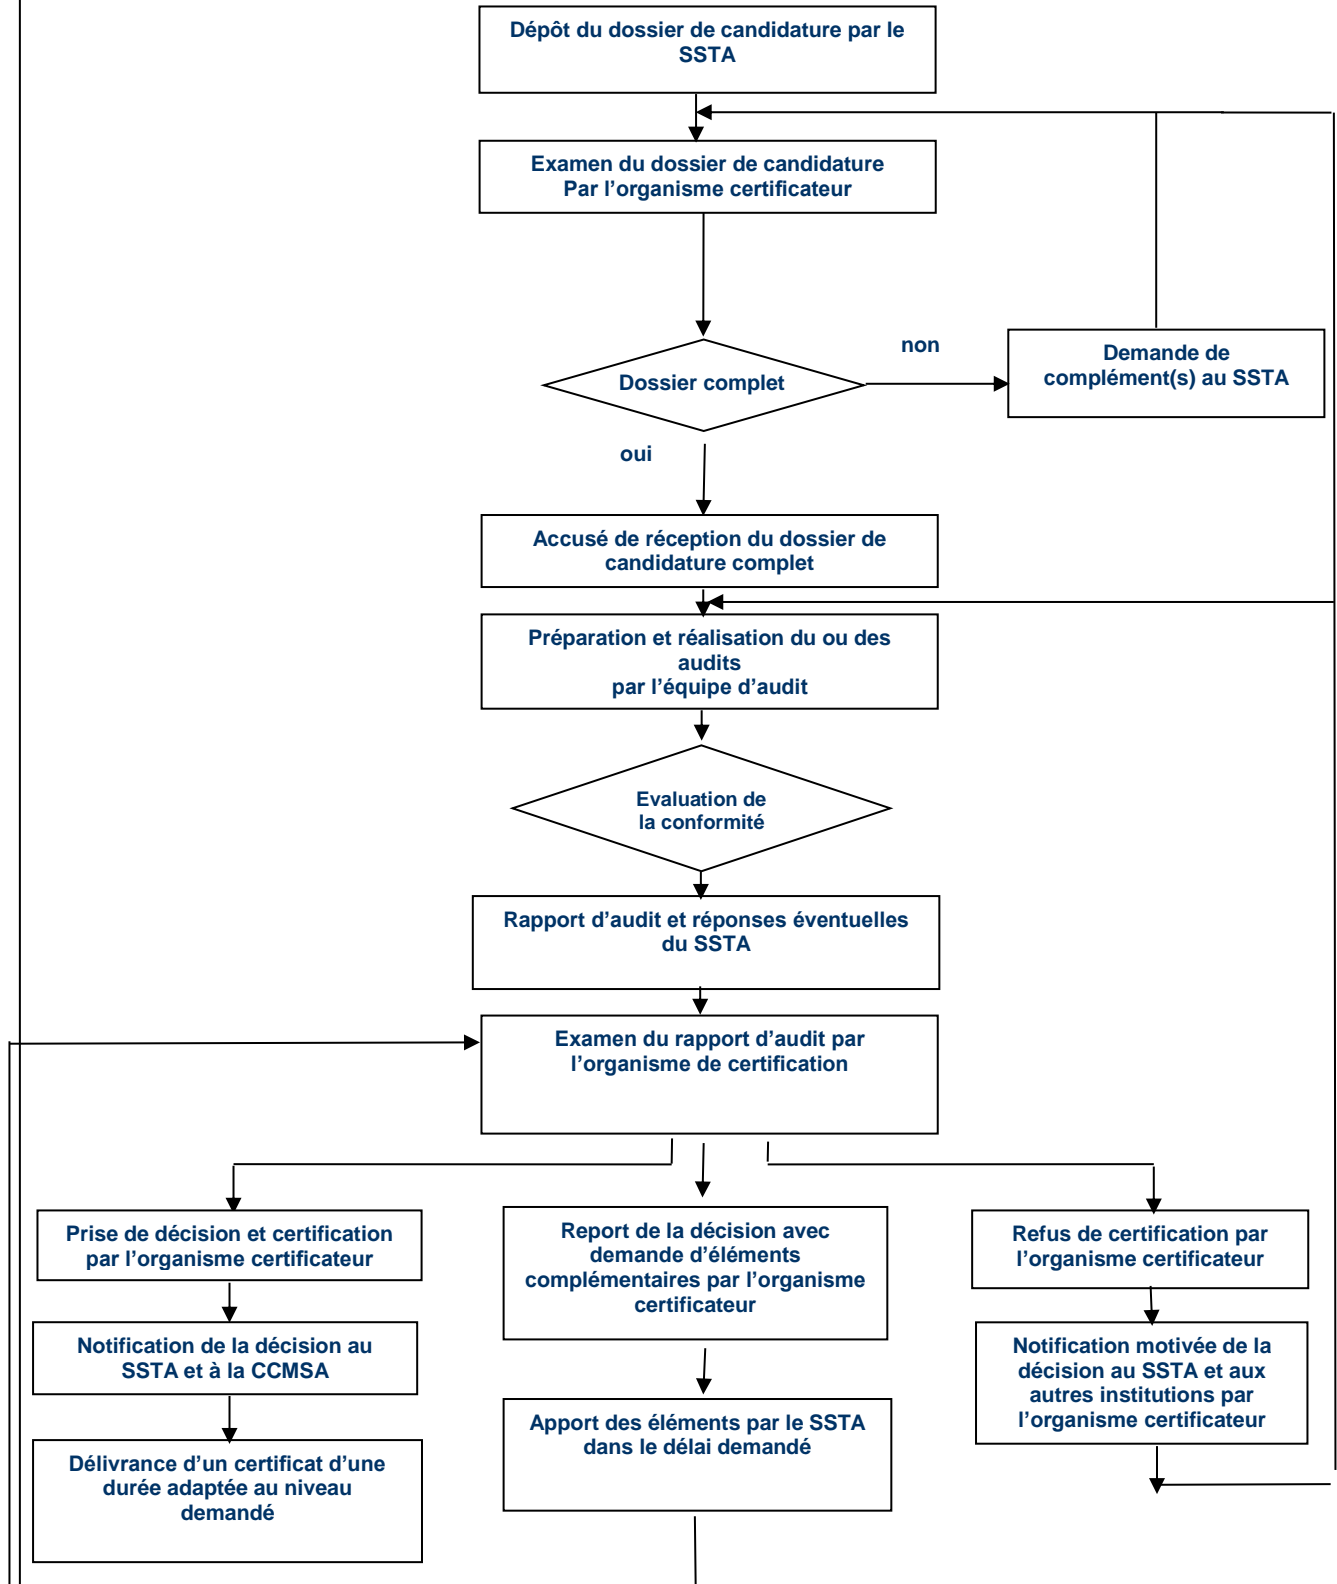 Dépôt du dossier de candidature par le
SSTA
Examen du dossier de candidature
Par l’organisme certificateur
Dossier complet
non
Demande de
complément(s) au SSTA
oui
Accusé de réception du dossier de
candidature complet
Préparation et réalisation du ou des
audits
par l’équipe d’audit
Evaluation de
la conformité
Rapport d’audit et réponses éventuelles
du SSTA
Examen du rapport d’audit par
l’organisme de certification
Prise de décision et certification
par l’organisme certificateur
Notification de la décision au
SSTA et à la CCMSA
Délivrance d’un certificat d’une
durée adaptée au niveau
demandé
Report de la décision avec
demande d’éléments
complémentaires par l’organisme
certificateur
Apport des éléments par le SSTA
dans le délai demandé
Refus de certification par
l’organisme certificateur
Notification motivée de la
décision au SSTA et aux
autres institutions par
l’organisme certificateur